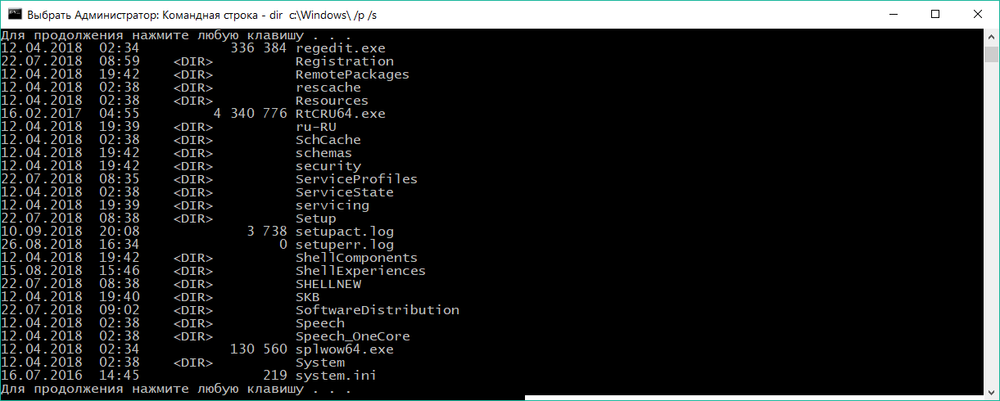 Выбрать Администратор: Командная строка - dir  c:\Windows\ /p /s
Для продолжения нажмите любую клавишу . . .
12.04.2018  02:34           336 384 regedit.exe
22.07.2018  08:59    <DIR>          Registration
12.04.2018  19:42    <DIR>          RemotePackages
12.04.2018  02:38    <DIR>          rescache
12.04.2018  02:38    <DIR>          Resources
16.02.2017  04:55         4 340 776 RtCRU64.exe
12.04.2018  19:39    <DIR>          ru-RU
12.04.2018  02:38    <DIR>          SchCache
12.04.2018  19:42    <DIR>          schemas
12.04.2018  19:42    <DIR>          security
22.07.2018  08:35    <DIR>          ServiceProfiles
12.04.2018  02:38    <DIR>          ServiceState
12.04.2018  19:39    <DIR>          servicing
22.07.2018  08:38    <DIR>          Setup
10.09.2018  20:08             3 738 setupact.log
26.08.2018  16:34                 0 setuperr.log
12.04.2018  19:42    <DIR>          ShellComponents
15.08.2018  15:46    <DIR>          ShellExperiences
22.07.2018  08:38    <DIR>          SHELLNEW
12.04.2018  19:40    <DIR>          SKB
22.07.2018  09:02    <DIR>          SoftwareDistribution
12.04.2018  02:38    <DIR>          Speech
12.04.2018  02:38    <DIR>          Speech_OneCore
12.04.2018  02:34           130 560 splwow64.exe
12.04.2018  02:38    <DIR>          System
16.07.2016  14:45               219 system.ini
Для продолжения нажмите любую клавишу . . .